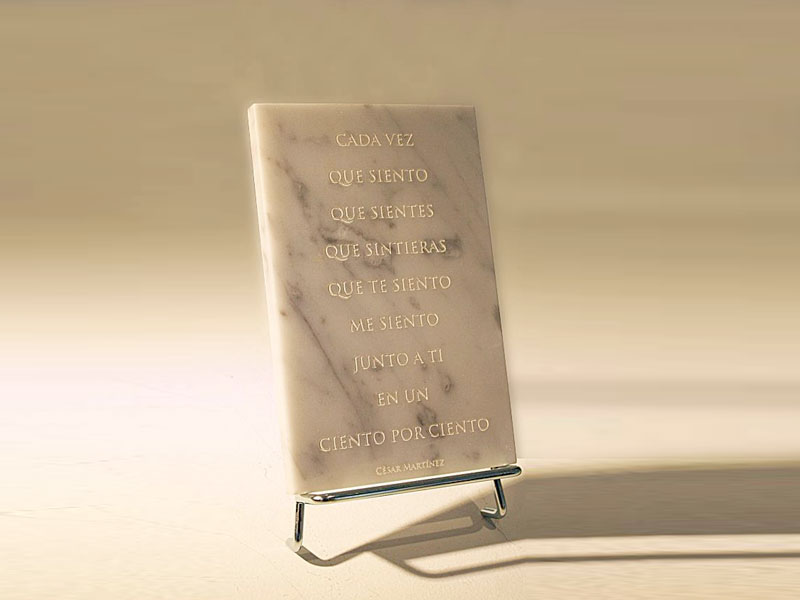 CADA VEZ
QUE SIENTO
QUE SIENTES
QUE SINTIERAS
QUE TE SIENTO
ME SIENTO
JUNTO A TI
EN UN
CIENTO POR CIENTO
CÉSAR MARTÍNEZ